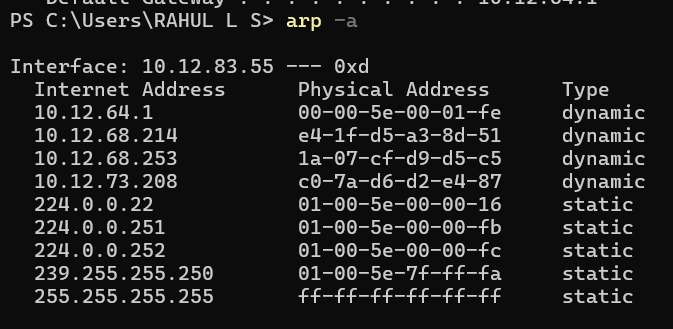 Default Gateway . . . . . . . . . : 10.12.64.1
PS C:\Users\RAHUL L S> arp -a
Interface: 10.12.83.55 --- 0xd
Internet Address Physical Address Type
10.12.64.1 00-00-5e-00-01-fe dynamic
10.12.68.214 e4-1f-d5-a3-8d-51 dynamic
10.12.68.253 1a-07-cf-d9-d5-c5 dynamic
10.12.73.208 c0-7a-d6-d2-e4-87 dynamic
224.0.0.22 01-00-5e-00-00-16 static
224.0.0.251 01-00-5e-00-00-fb static
224.0.0.252 01-00-5e-00-00-fc static
239.255.255.250 01-00-5e-7f-ff-fa static
255.255.255.255 ff-ff-ff-ff-ff-ff static